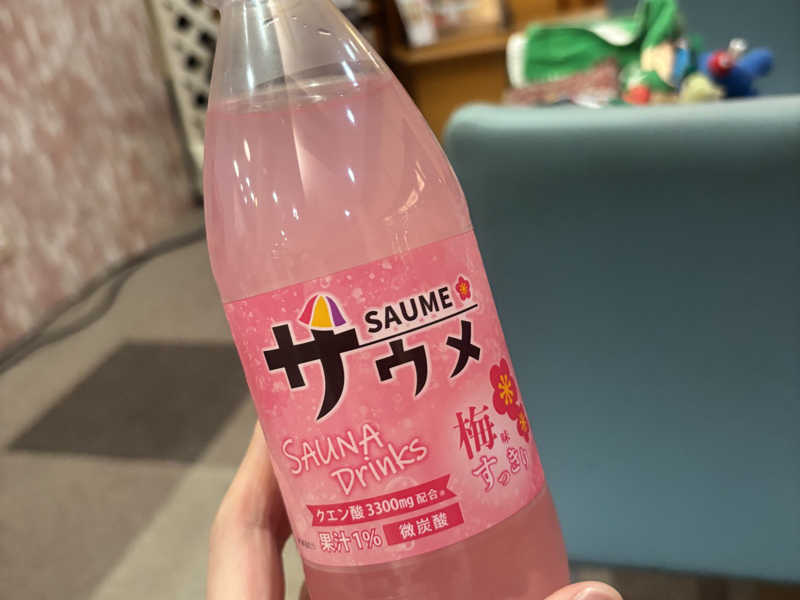 SAUME
ザウメ
SAUNA
Drinks
梅味
すっきり
クエン酸3300mg配合※
果汁1% 微炭酸